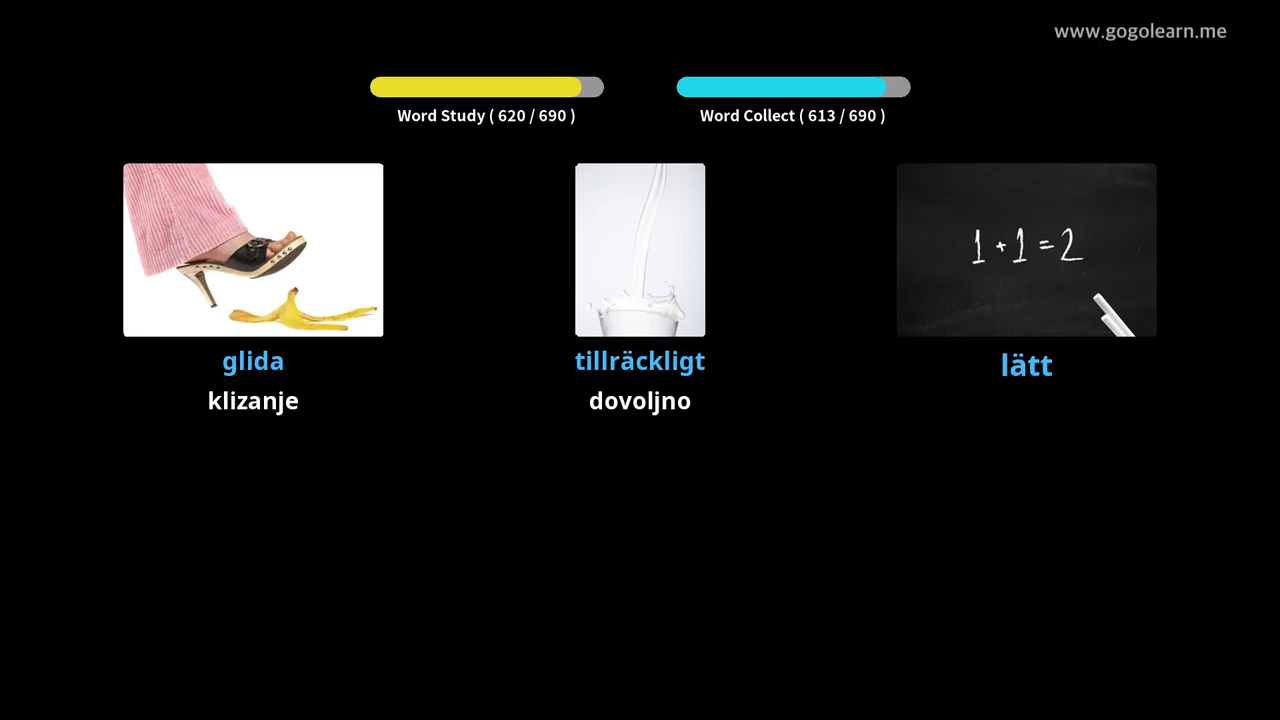 www.gogolearn.me
Word Study ( 620 / 690 )
Word Collect ( 613 / 690 )
1 + 1 = 2
glida
tillräckligt
lätt
klizanje
dovoljno